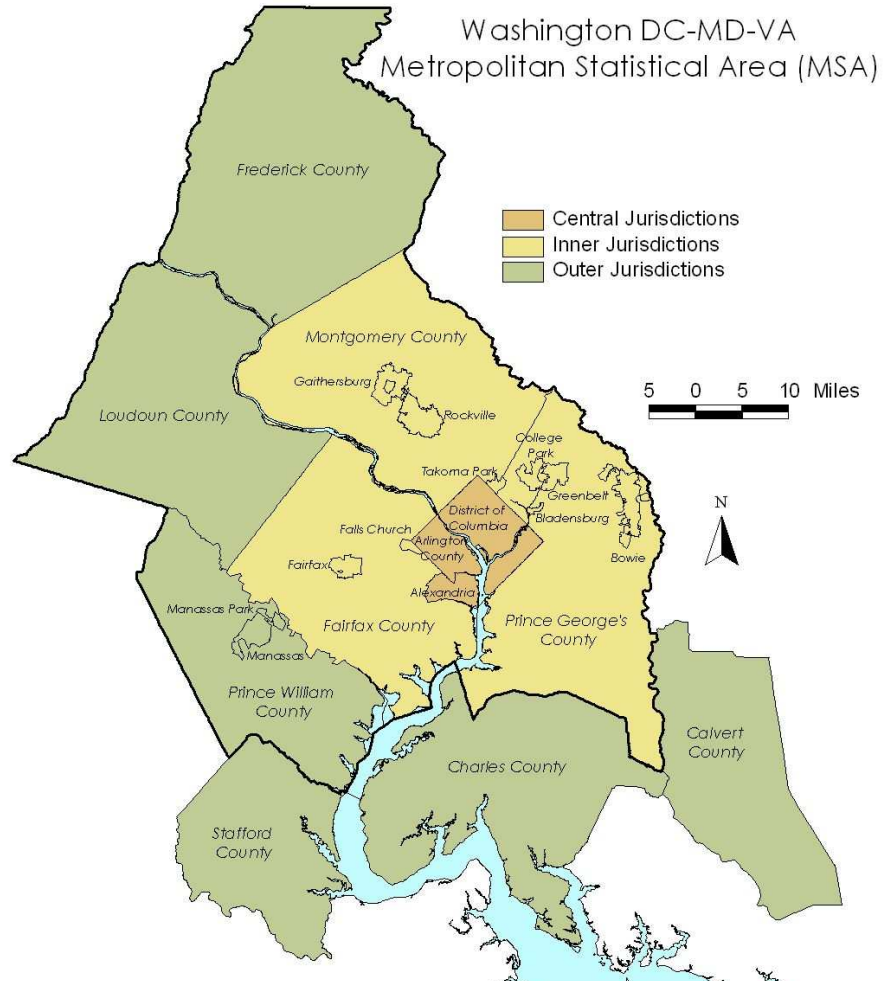 Washington DC-MD-VA
Metropolitan Statistical Area (MSA)
Frederick County
Central Jurisdictions
Inner Jurisdictions
Outer Jurisdictions
Montgomery County
Gaithersburg
Rockville
5 0 5 10 Miles
Loudoun County
College
Park
Takoma Park
Greenbelt
District of
Columbia
Bladensburg
N
Falls Church
Arlington
County
Bowie
Fairfax
Alexandria
Manassas Park
Fairfax County
Prince George's
County
Manassas
Prince William
County
Calvert
County
Charles County
Stafford
County